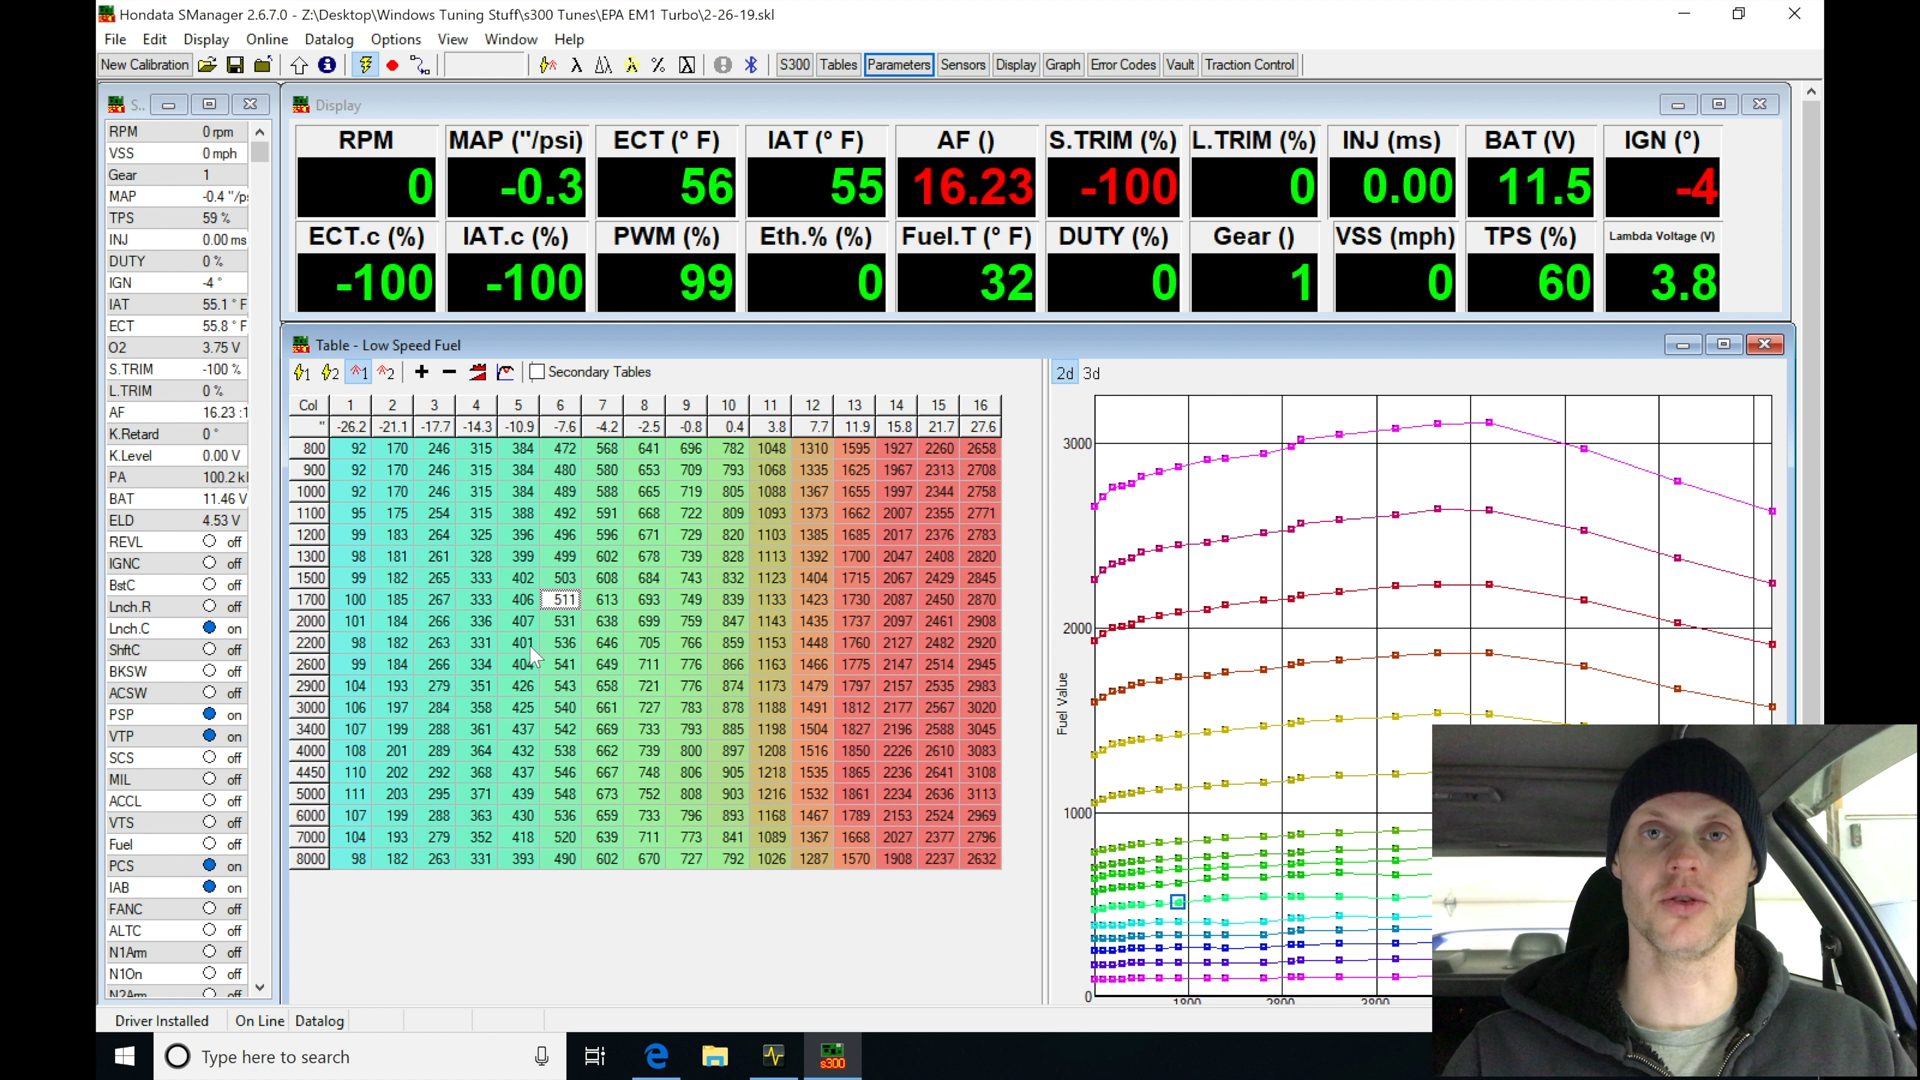 Hondata SManager 2.6.7.0 - Z:\Desktop\Windows Tuning Stuff\s300 Tunes\EPA EM1 Turbo\2-26-19.skl
File Edit Display Online Datalog Options View Window Help
New Calibration S300 Tables Parameters Sensors Display Graph Error Codes Vault Traction Control
S..
RPM 0 rpm
VSS 0 mph
Gear 1
MAP -0.4 "/p
TPS 59 %
INJ 0.00 ms
DUTY 0 %
IGN -4 °
IAT 55.1 ° F
ECT 55.8 ° F
O2 3.75 V
S.TRIM -100 %
L.TRIM 0 %
AF 16.23 :1
K.Retard 0 °
K.Level 0.00 V
PA 100.2 k
BAT 11.46 V
ELD 4.53 V
REVL off
IGNC off
BstC off
Lnch.R off
Lnch.C on
ShftC off
BKSW off
ACSW off
PSP on
VTP on
SCS off
MIL off
ACCL off
VTS off
Fuel off
PCS on
IAB on
FANC off
ALTC off
N1Arm off
N1On off
N2Arm off
Display
RPM MAP ("/psi) ECT (° F) IAT (° F) AF () S.TRIM (%) L.TRIM (%) INJ (ms) BAT (V) IGN (°)
0 -0.3 56 55 16.23 -100 0 0.00 11.5 -4
ECT.c (%) IAT.c (%) PWM (%) Eth.% (%) Fuel.T (° F) DUTY (%) Gear () VSS (mph) TPS (%) Lambda Voltage (V)
-100 -100 99 0 32 0 1 0 60 3.8
Table - Low Speed Fuel
1 2 1 2 + - Secondary Tables
Col 1 2 3 4 5 6 7 8 9 10 11 12 13 14 15 16
" -26.2 -21.1 -17.7 -14.3 -10.9 -7.6 -4.2 -2.5 -0.8 0.4 3.8 7.7 11.9 15.8 21.7 27.6
800 92 170 246 315 384 472 568 641 696 782 1048 1310 1595 1927 2260 2658
900 92 170 246 315 384 480 580 653 709 793 1068 1335 1625 1967 2313 2708
1000 92 170 246 315 384 489 588 665 719 805 1088 1367 1655 1997 2344 2758
1100 95 175 254 315 388 492 591 668 722 809 1093 1373 1662 2007 2355 2771
1200 99 183 264 325 396 496 596 671 729 820 1103 1385 1685 2017 2376 2783
1300 98 181 261 328 399 499 602 678 739 828 1113 1392 1700 2047 2408 2820
1500 99 182 265 333 402 503 608 684 743 832 1123 1404 1715 2067 2429 2845
1700 100 185 267 333 406 511 613 693 749 839 1133 1423 1730 2087 2450 2870
2000 101 184 266 336 407 531 638 699 759 847 1143 1435 1737 2097 2461 2908
2200 98 182 263 331 401 536 646 705 766 859 1153 1448 1760 2127 2482 2920
2600 99 184 266 334 404 541 649 711 776 866 1163 1466 1775 2147 2514 2945
2900 104 193 279 351 426 543 658 721 776 874 1173 1479 1797 2157 2535 2983
3000 106 197 284 358 425 540 661 727 783 878 1188 1491 1812 2177 2567 3020
3400 107 199 288 361 437 542 669 733 793 885 1198 1504 1827 2196 2588 3045
4000 108 201 289 364 432 538 662 739 800 897 1208 1516 1850 2226 2610 3083
4450 110 202 292 368 437 546 667 748 806 905 1218 1535 1865 2236 2641 3108
5000 111 203 295 371 439 548 673 752 808 903 1216 1532 1861 2234 2636 3113
6000 107 199 288 363 430 536 659 733 796 893 1168 1467 1789 2153 2524 2969
7000 104 193 279 352 418 520 639 711 773 841 1089 1367 1668 2027 2377 2796
8000 98 182 263 331 393 490 602 670 727 792 1026 1287 1570 1908 2237 2632
2d 3d
3000
2000
1000
0
Fuel Value
1800 2800 3800
Driver Installed On Line Datalog
Type here to search
s300